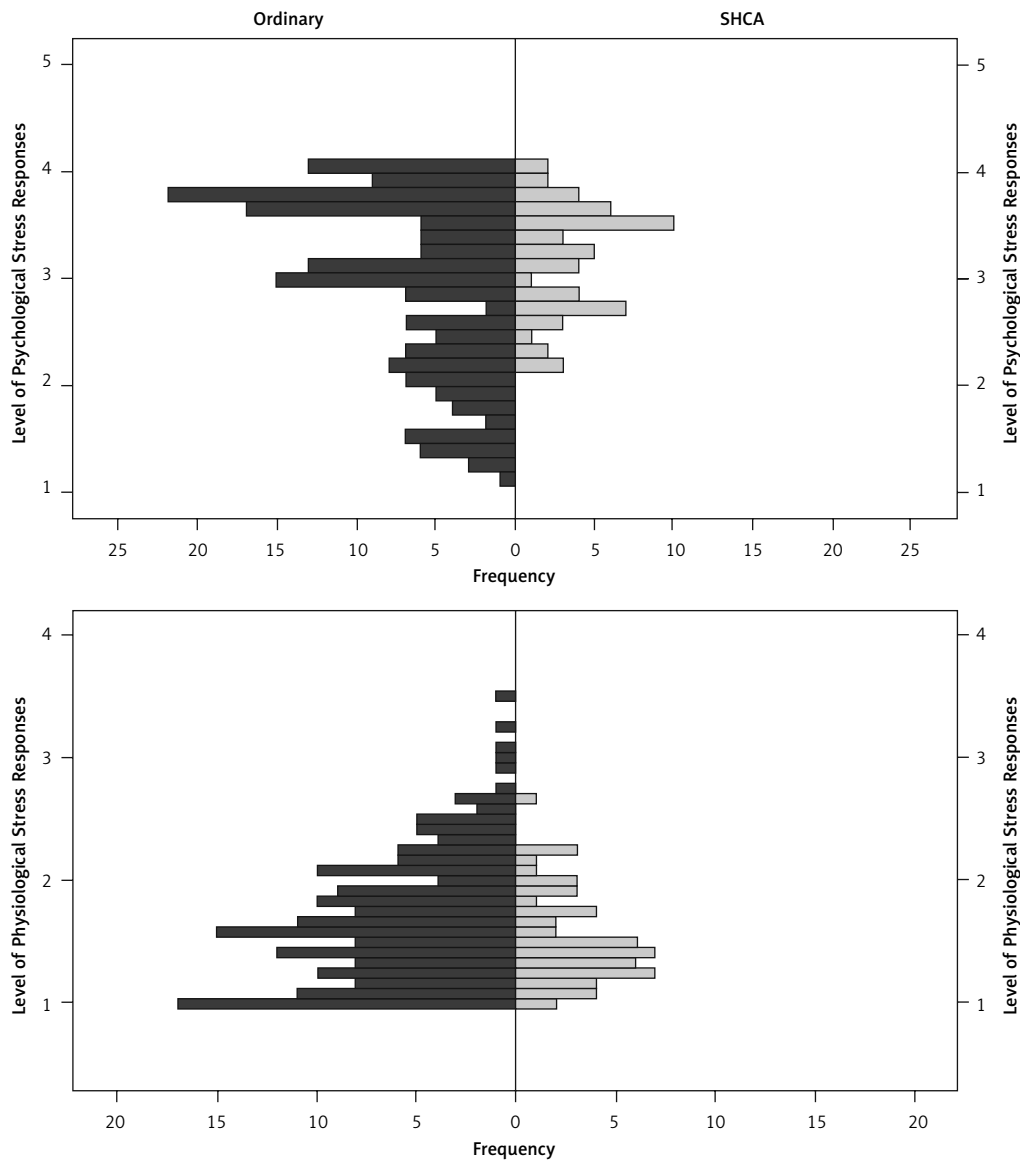 Ordinary SHCA
Level of Psychological Stress Responses
5
4
3
2
1
5
4
3
2
1
Level of Psychological Stress Responses
25 20 15 10 5 0 5 10 15 20 25
Frequency
Level of Physiological Stress Responses
4
3
2
1
4
3
2
1
Level of Physiological Stress Responses
20 15 10 5 0 5 10 15 20
Frequency